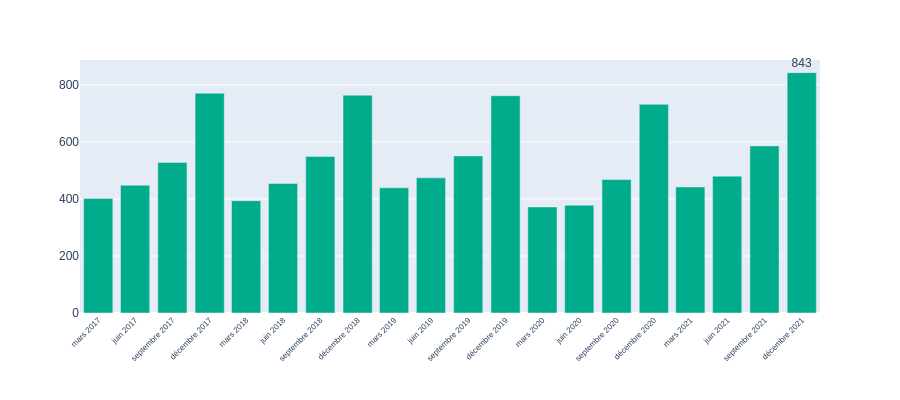 843
800
600
400
200
0
mars 2017
juin 2017
septembre 2017
décembre 2017
mars 2018
juin 2018
septembre 2018
décembre 2018
mars 2019
juin 2019
septembre 2019
décembre 2019
mars 2020
juin 2020
septembre 2020
décembre 2020
mars 2021
juin 2021
septembre 2021
décembre 2021